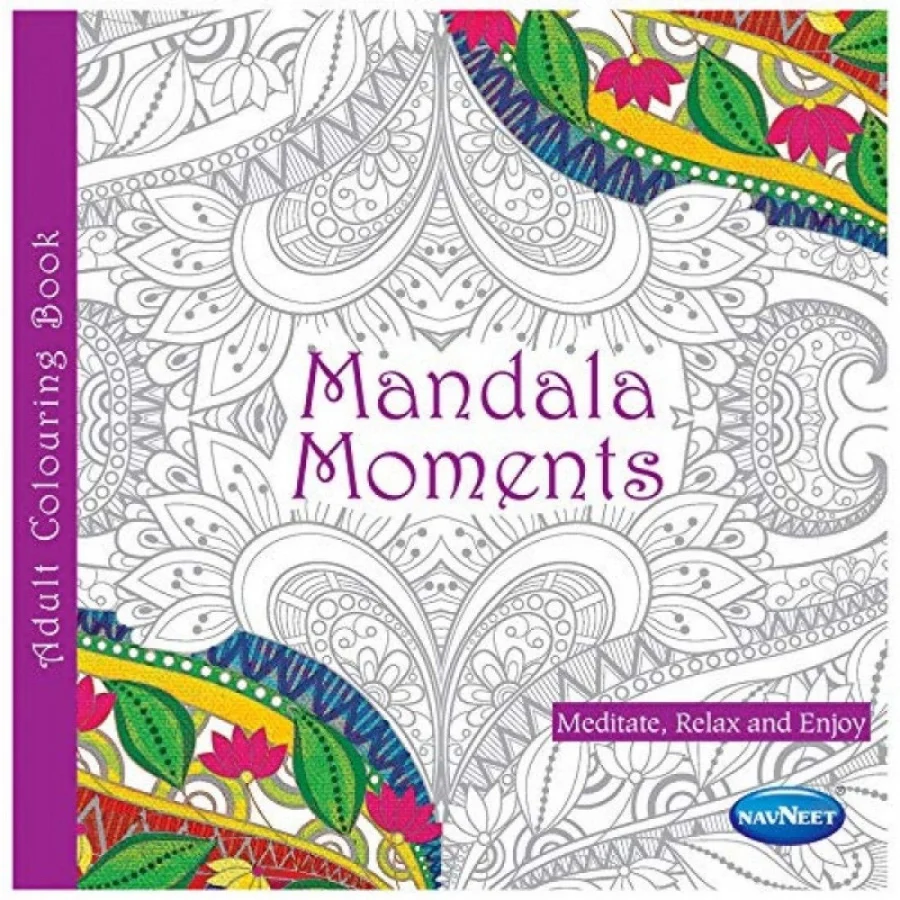 Adult Colouring Book
Mandala
Moments
Meditate, Relax and Enjoy
NAVNEET®